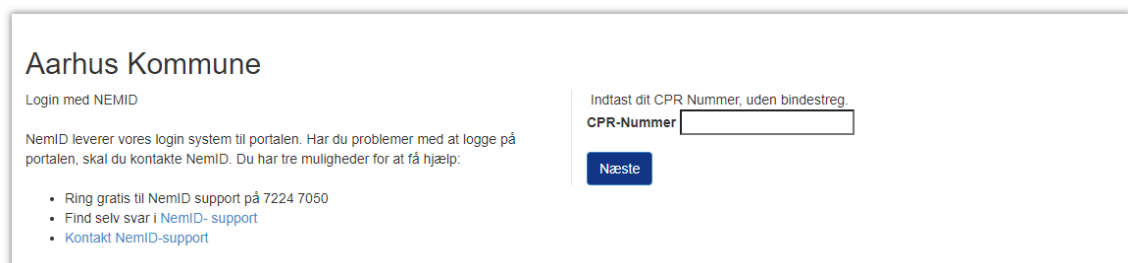 Aarhus Kommune
Login med NEMID
NemID leverer vores login system til portalen. Har du problemer med at logge på
portalen, skal du kontakte NemID. Du har tre muligheder for at få hjælp:
• Ring gratis til NemID support på 7224 7050
• Find selv svar i NemID- support
• Kontakt NemID-support
Indtast dit CPR Nummer, uden bindestreg.
CPR-Nummer
Næste